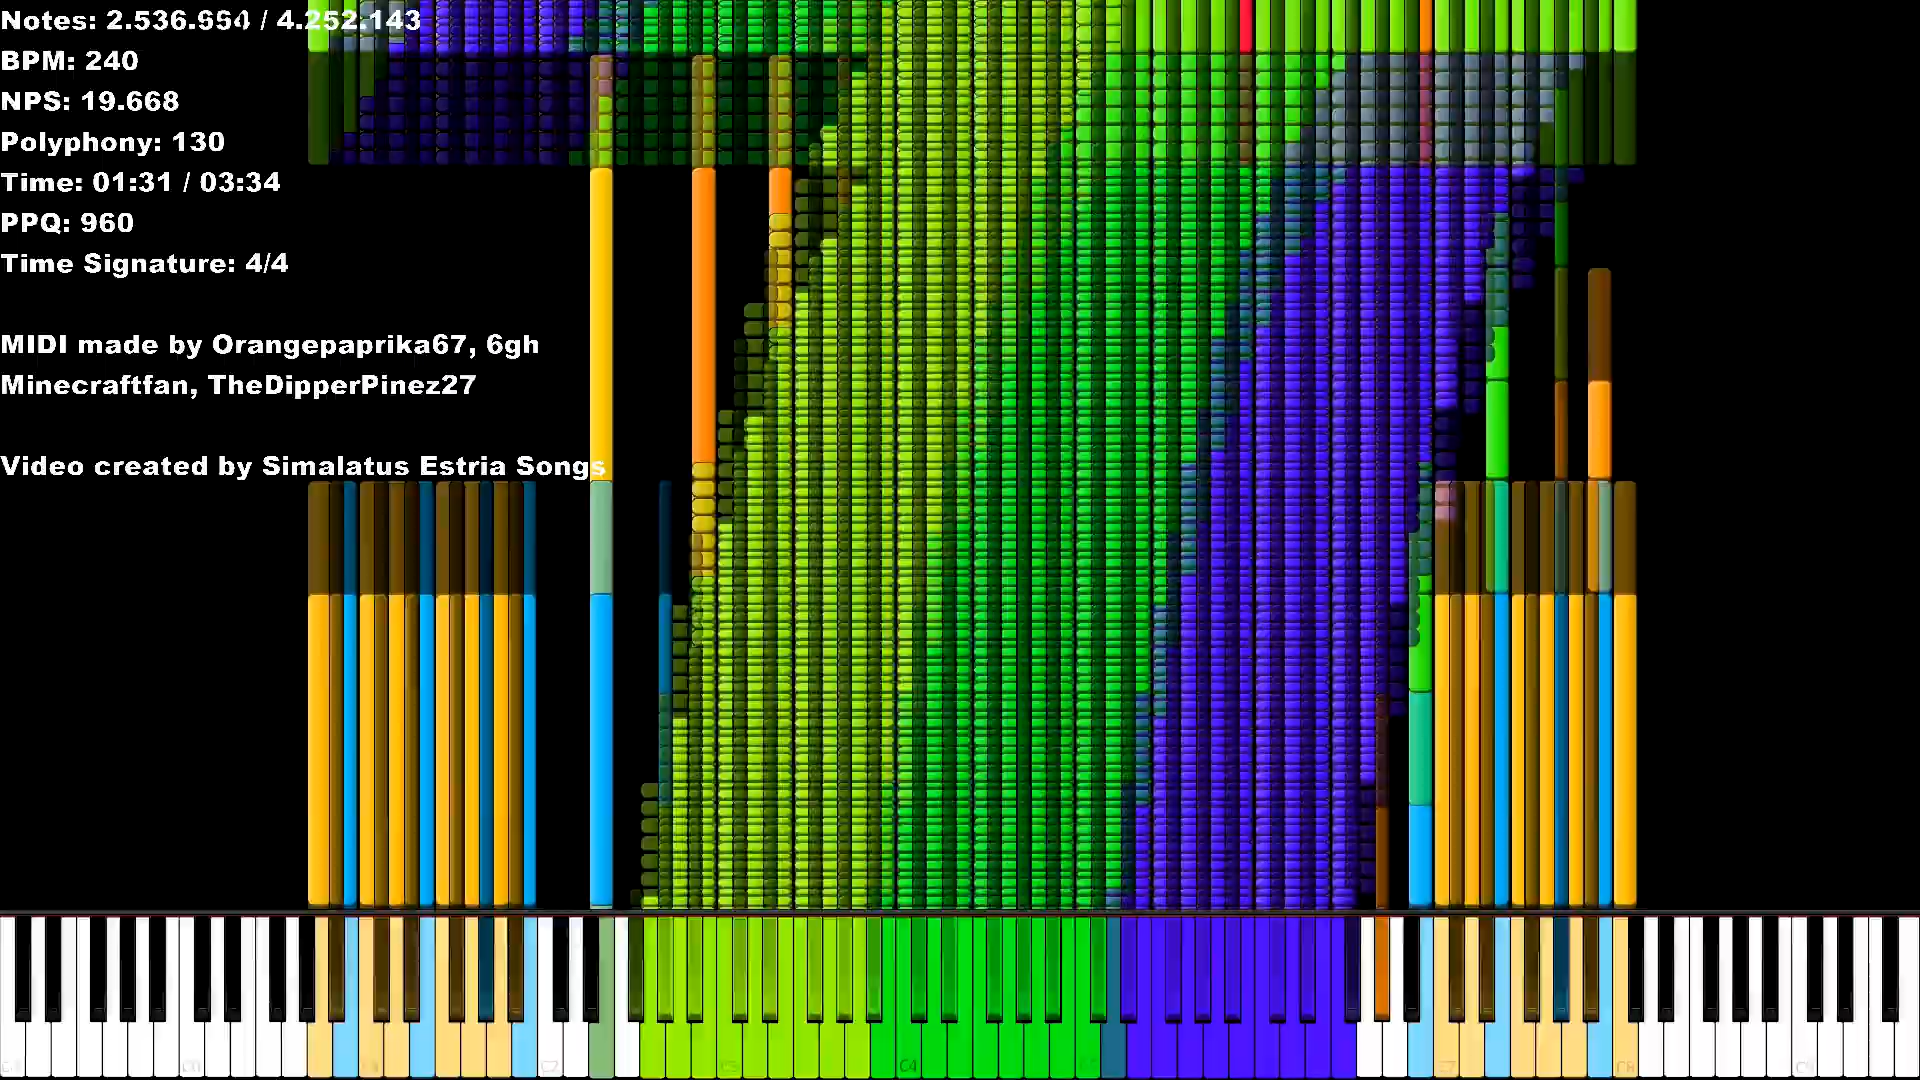 Notes: 2.536.954 / 4.252.143
BPM: 240
NPS: 19.668
Polyphony: 130
Time: 01:31 / 03:34
PPQ: 960
Time Signature: 4/4
MIDI made by Orangepaprika67, 6gh
Minecraftfan, TheDipperPinez27
Video created by Simalatus Estria Songs
C4